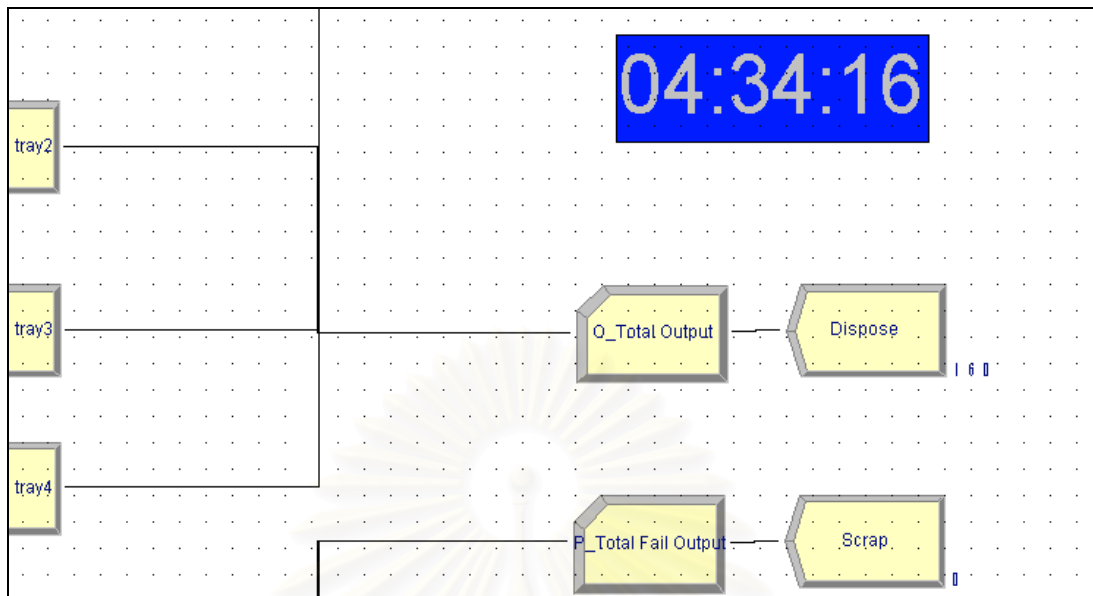 04:34:16
tray2
tray3
O_Total Output
Dispose
160
tray4
P_Total Fail Output
Scrap
0